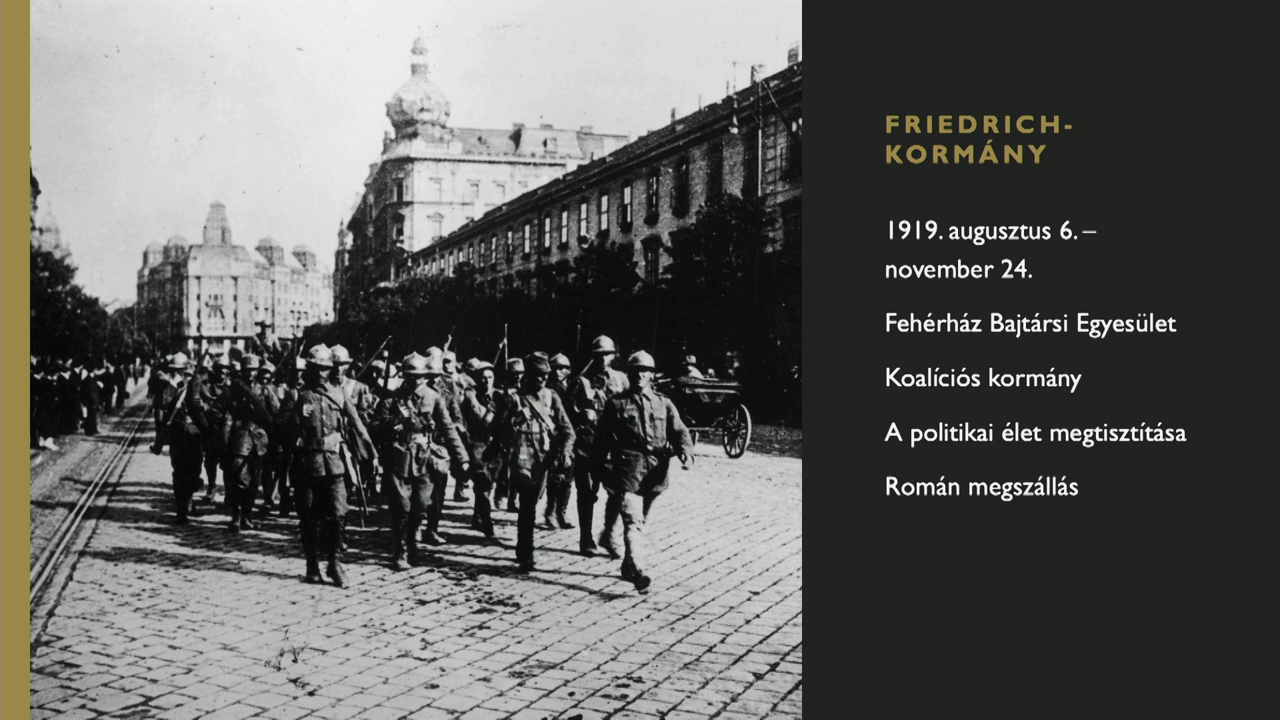 FRIEDRICH-
KORMÁNY
1919. augusztus 6. –
november 24.
Fehérház Bajtársi Egyesület
Koalíciós kormány
A politikai élet megtisztítása
Román megszállás